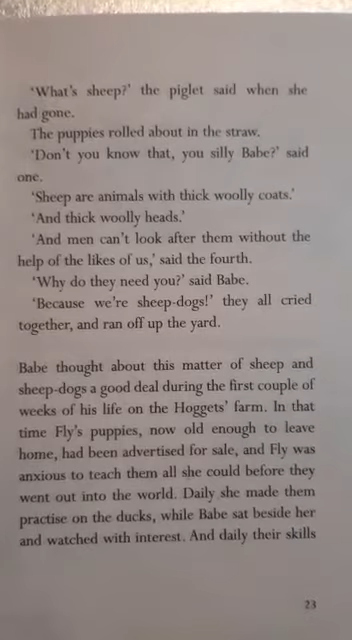 ‘What’s sheep?’ the piglet said when she
had gone.
The puppies rolled about in the straw.
‘Don’t you know that, you silly Babe?’ said
one.
‘Sheep are animals with thick woolly coats.’
‘And thick woolly heads.’
‘And men can’t look after them without the
help of the likes of us,’ said the fourth.
‘Why do they need you?’ said Babe.
‘Because we’re sheep-dogs!’ they all cried
together, and ran off up the yard.
Babe thought about this matter of sheep and
sheep-dogs a good deal during the first couple of
weeks of his life on the Hoggets’ farm. In that
time Fly’s puppies, now old enough to leave
home, had been advertised for sale, and Fly was
anxious to teach them all she could before they
went out into the world. Daily she made them
practise on the ducks, while Babe sat beside her
and watched with interest. And daily their skills
23